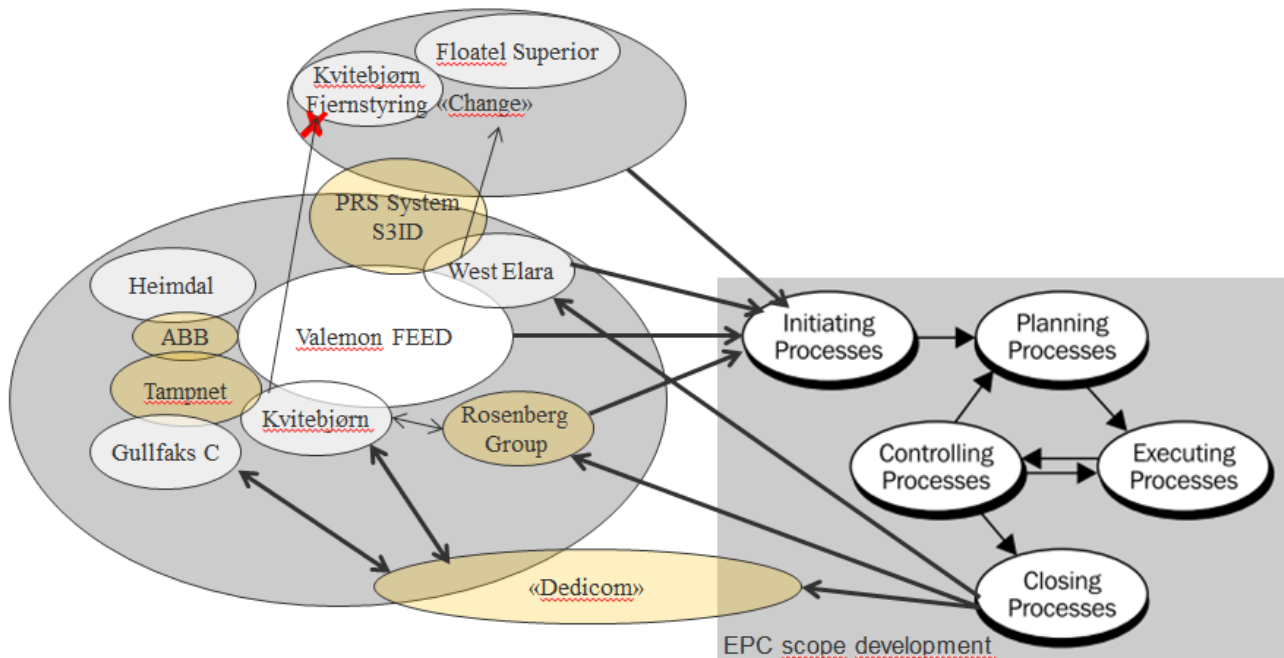 Floatel Superior
Kvitebjørn
Fjernstyring
«Change»
PRS System
S3ID
West Elara
Heimdal
ABB
Valemon FEED
Tampnet
Kvitebjørn
Rosenberg
Group
Gullfaks C
«Dedicom»
Initiating
Processes
Planning
Processes
Controlling
Processes
Executing
Processes
Closing
Processes
EPC scope development